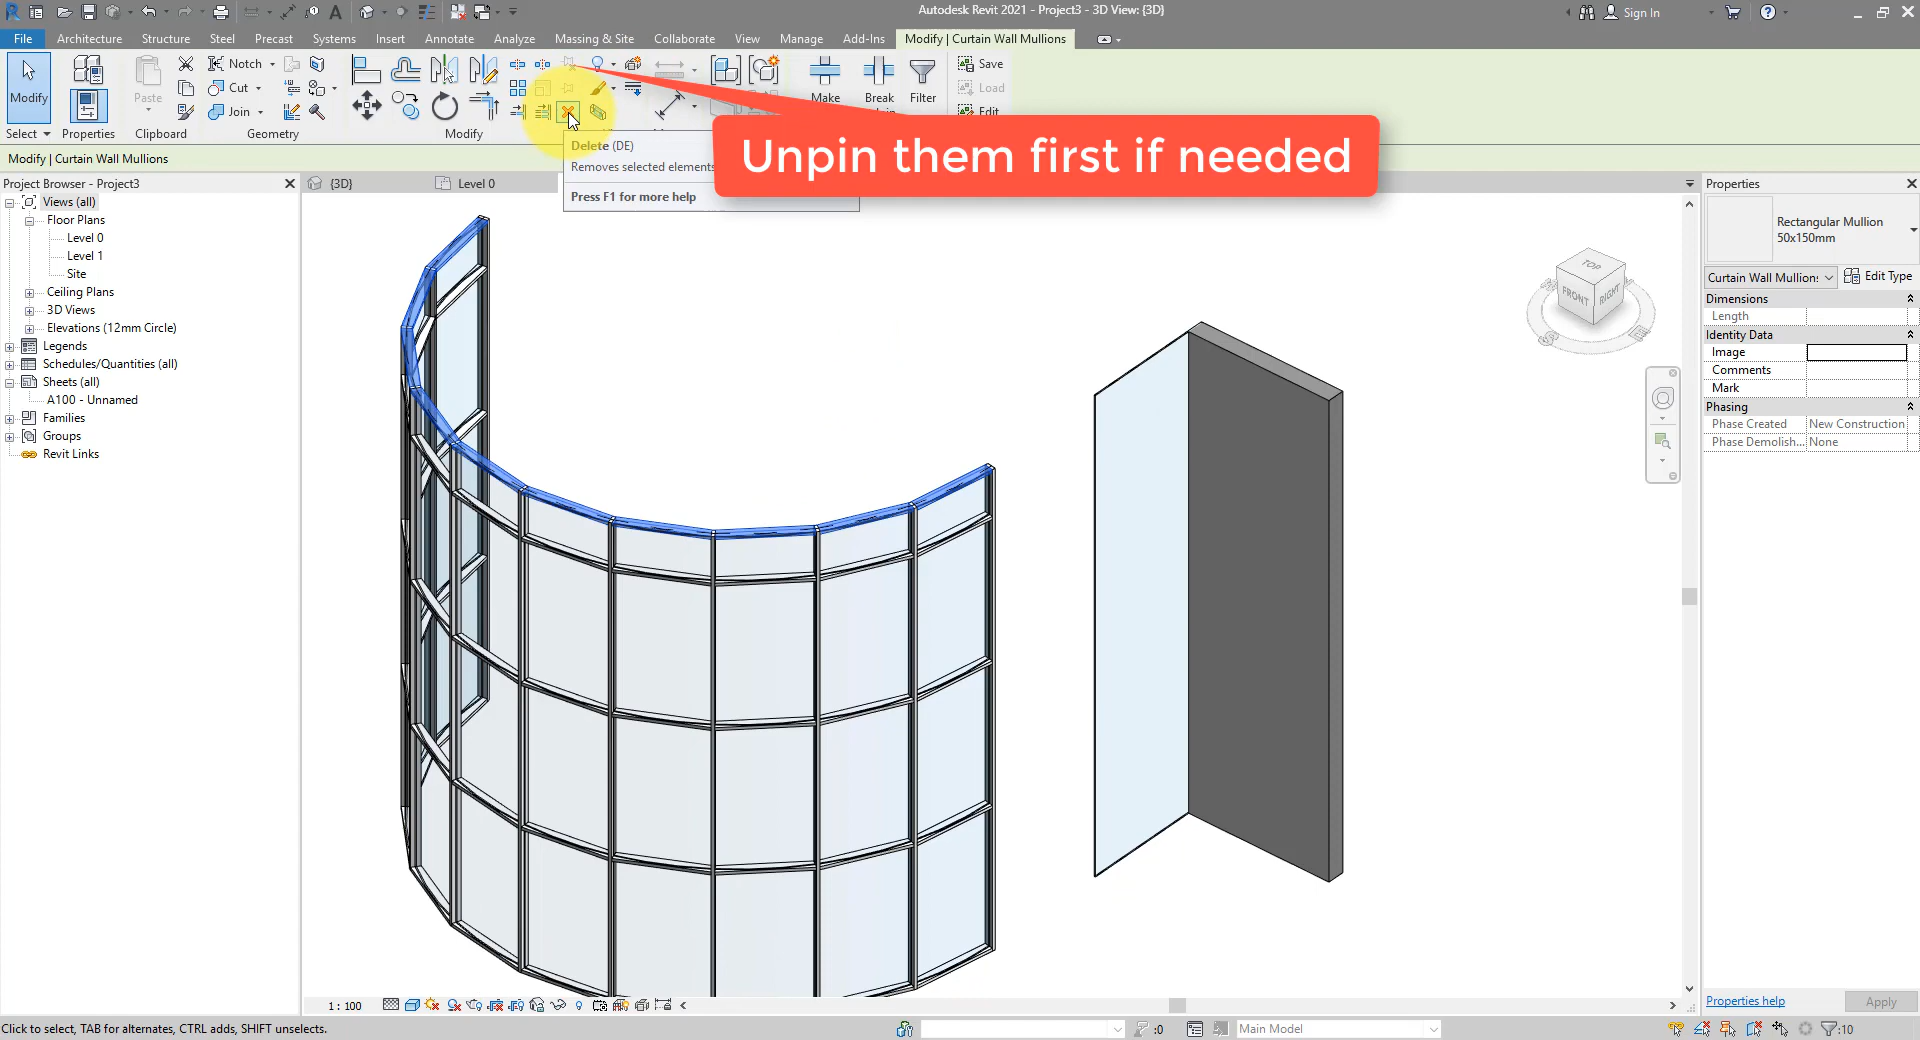 Autodesk Revit 2021 - Project3 - 3D View: {3D}
Sign In
File
Architecture
Structure
Steel
Precast
Systems
Insert
Annotate
Analyze
Massing & Site
Collaborate
View
Manage
Add-Ins
Modify | Curtain Wall Mullions
Modify
Paste
Notch
Cut
Join
Make
Break
Filter
Save
Load
Edit
Select
Properties
Clipboard
Geometry
Modify
Unpin them first if needed
Delete (DE)
Removes selected elements
Press F1 for more help
Modify | Curtain Wall Mullions
Project Browser - Project3
{3D}
Level 0
Views (all)
Floor Plans
Level 0
Level 1
Site
Ceiling Plans
3D Views
Elevations (12mm Circle)
Legends
Schedules/Quantities (all)
Sheets (all)
A100 - Unnamed
Families
Groups
Revit Links
TOP
FRONT
RIGHT
S
E
Properties
Rectangular Mullion
50x150mm
Curtain Wall Mullion:
Edit Type
Dimensions
Length
Identity Data
Image
Comments
Mark
Phasing
Phase Created
New Construction
Phase Demolish...
None
Properties help
Apply
1 : 100
Click to select, TAB for alternates, CTRL adds, SHIFT unselects.
:0
Main Model
:10